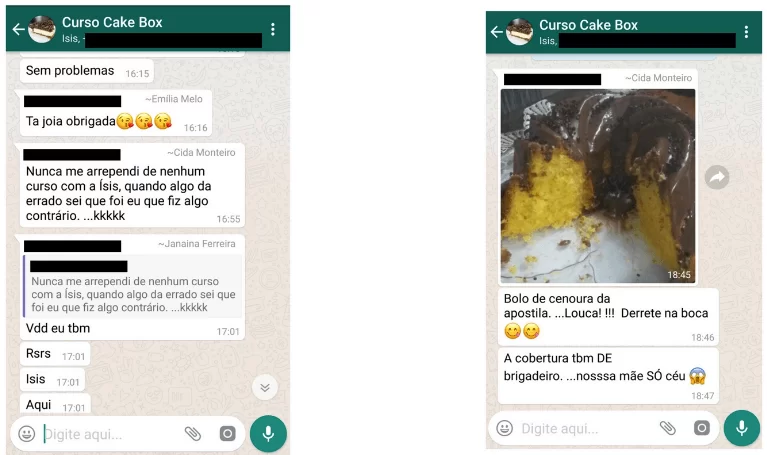 Curso Cake Box
Isis,
Sem problemas 16:15
~Emília Melo
Ta joia obrigada😘😘😘 16:16
~Cida Monteiro
Nunca me arrependi de nenhum
curso com a Ísis, quando algo da
errado sei que foi eu que fiz algo
contrário. ...kkkkk 16:55
~Janaina Ferreira
Nunca me arrependi de nenhum curso
com a Ísis, quando algo da errado sei que
foi eu que fiz algo contrário. ...kkkkk
Vdd eu tbm 17:01
Rsrs 17:01
Isis 17:01
Aqui 17:01
Digite aqui...
Curso Cake Box
Isis,
~Cida Monteiro
18:45
Bolo de cenoura da
apostila. ...Louca! !!! Derrete na boca
😋😋 18:46
A cobertura tbm DE
brigadeiro. ...nosssa mãe SÓ céu 😱
18:47
Digite aqui...